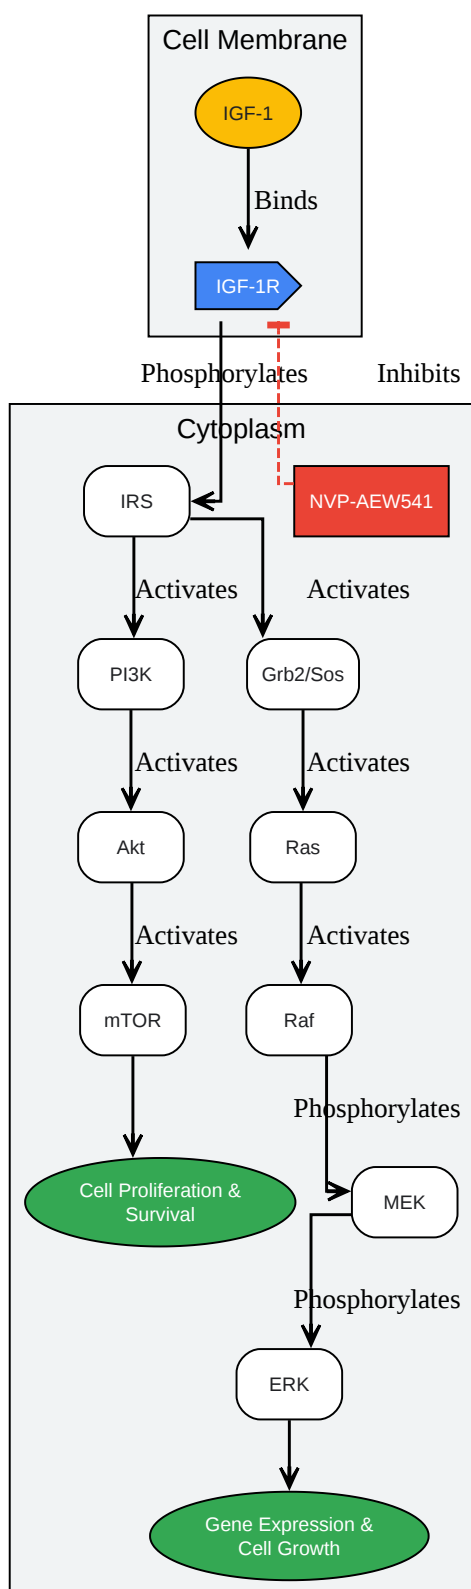 Cell Membrane
IGF-1
Binds
IGF-1R
Phosphorylates
Inhibits
Cytoplasm
IRS
NVP-AEW541
Activates
Activates
PI3K
Grb2/Sos
Activates
Activates
Akt
Ras
Activates
Activates
mTOR
Raf
Phosphorylates
Cell Proliferation &
Survival
MEK
Phosphorylates
ERK
Gene Expression &
Cell Growth